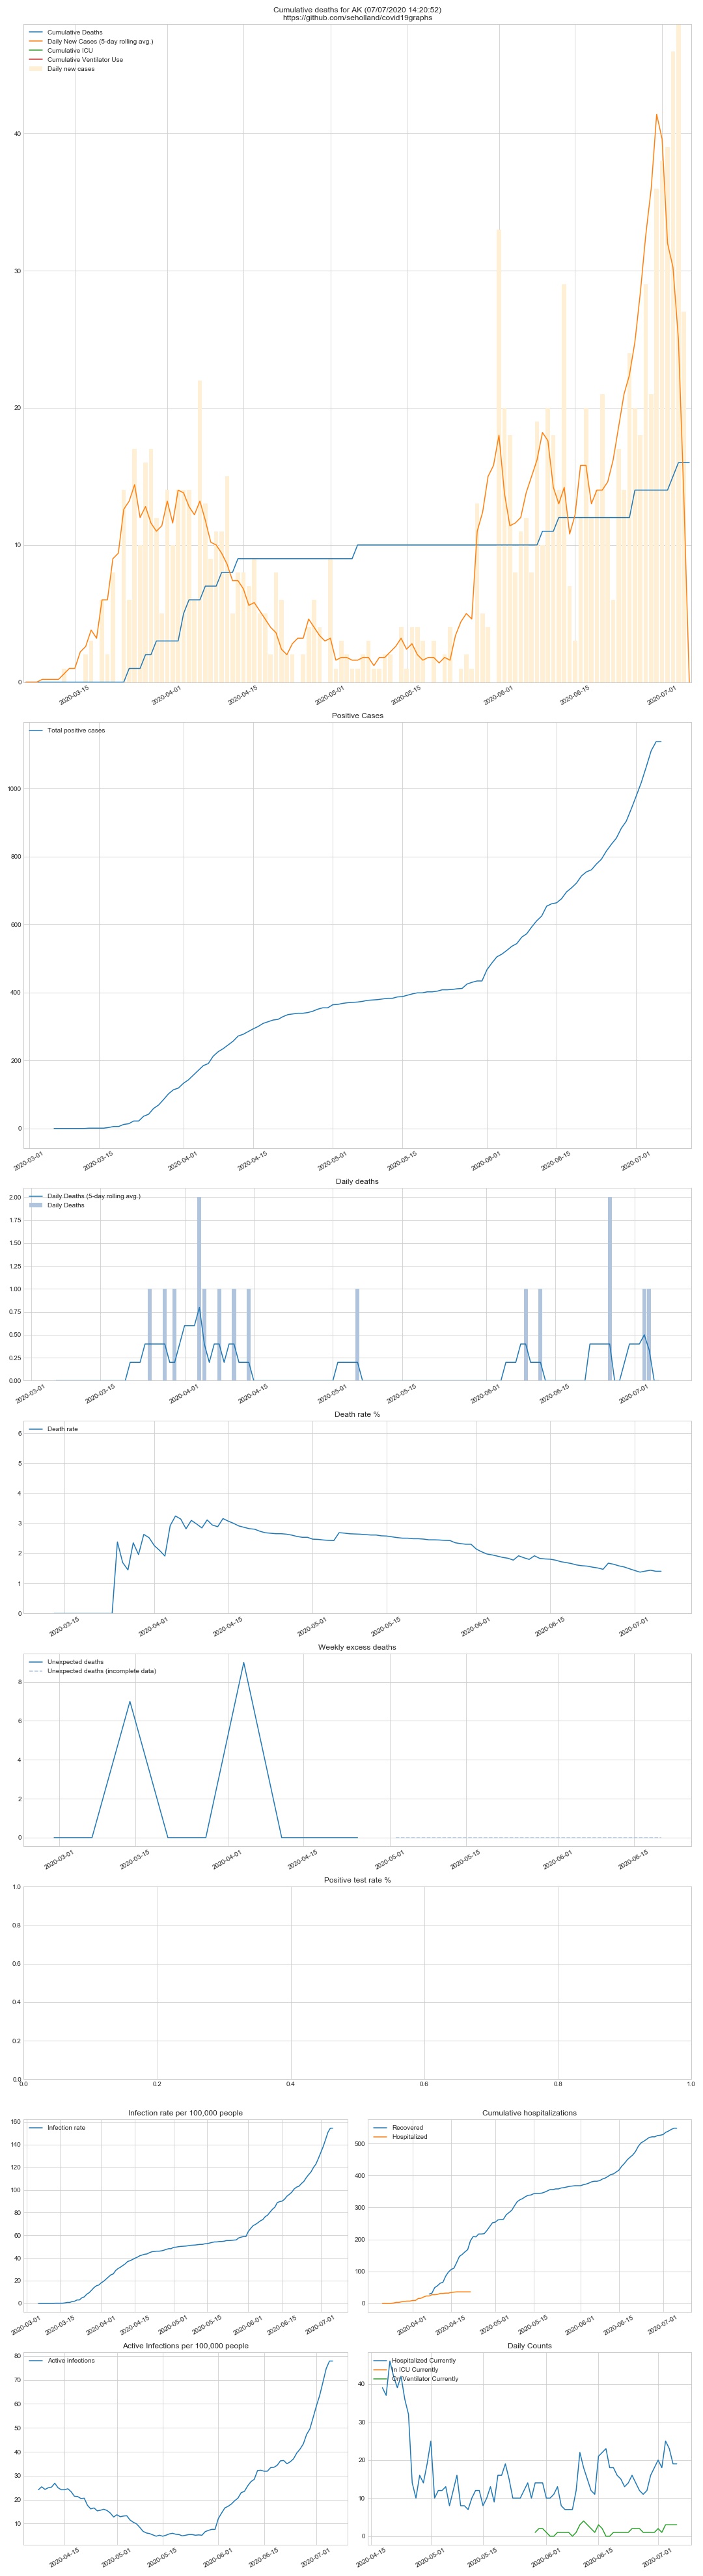 Cumulative deaths for AK (07/07/2020 14:20:52)
https://github.com/seholland/covid19graphs
Cumulative Deaths
Daily New Cases (5-day rolling avg.)
Cumulative ICU
Cumulative Ventilator Use
Daily new cases
40
30
20
10
0
2020-03-15 2020-04-01 2020-04-15 2020-05-01 2020-05-15 2020-06-01 2020-06-15 2020-07-01
Positive Cases
Total positive cases
1000
800
600
400
200
0
2020-03-01 2020-03-15 2020-04-01 2020-04-15 2020-05-01 2020-05-15 2020-06-01 2020-06-15 2020-07-01
Daily deaths
Daily Deaths (5-day rolling avg.)
Daily Deaths
2.00
1.75
1.50
1.25
1.00
0.75
0.50
0.25
0.00
2020-03-01 2020-03-15 2020-04-01 2020-04-15 2020-05-01 2020-05-15 2020-06-01 2020-06-15 2020-07-01
Death rate %
Death rate
6
5
4
3
2
1
0
2020-03-15 2020-04-01 2020-04-15 2020-05-01 2020-05-15 2020-06-01 2020-06-15 2020-07-01
Weekly excess deaths
Unexpected deaths
Unexpected deaths (incomplete data)
8
6
4
2
0
2020-03-01 2020-03-15 2020-04-01 2020-04-15 2020-05-01 2020-05-15 2020-06-01 2020-06-15
Positive test rate %
1.0
0.8
0.6
0.4
0.2
0.0
0.0 0.2 0.4 0.6 0.8 1.0
Infection rate per 100,000 people
Infection rate
160
140
120
100
80
60
40
20
0
2020-03-01 2020-03-15 2020-04-01 2020-04-15 2020-05-01 2020-05-15 2020-06-01 2020-06-15 2020-07-01
Cumulative hospitalizations
Recovered
Hospitalized
500
400
300
200
100
0
2020-04-01 2020-04-15 2020-05-01 2020-05-15 2020-06-01 2020-06-15 2020-07-01
Active Infections per 100,000 people
Active infections
80
70
60
50
40
30
20
10
2020-04-15 2020-05-01 2020-05-15 2020-06-01 2020-06-15 2020-07-01
Daily Counts
Hospitalized Currently
In ICU Currently
On Ventilator Currently
40
30
20
10
0
2020-04-15 2020-05-01 2020-05-15 2020-06-01 2020-06-15 2020-07-01